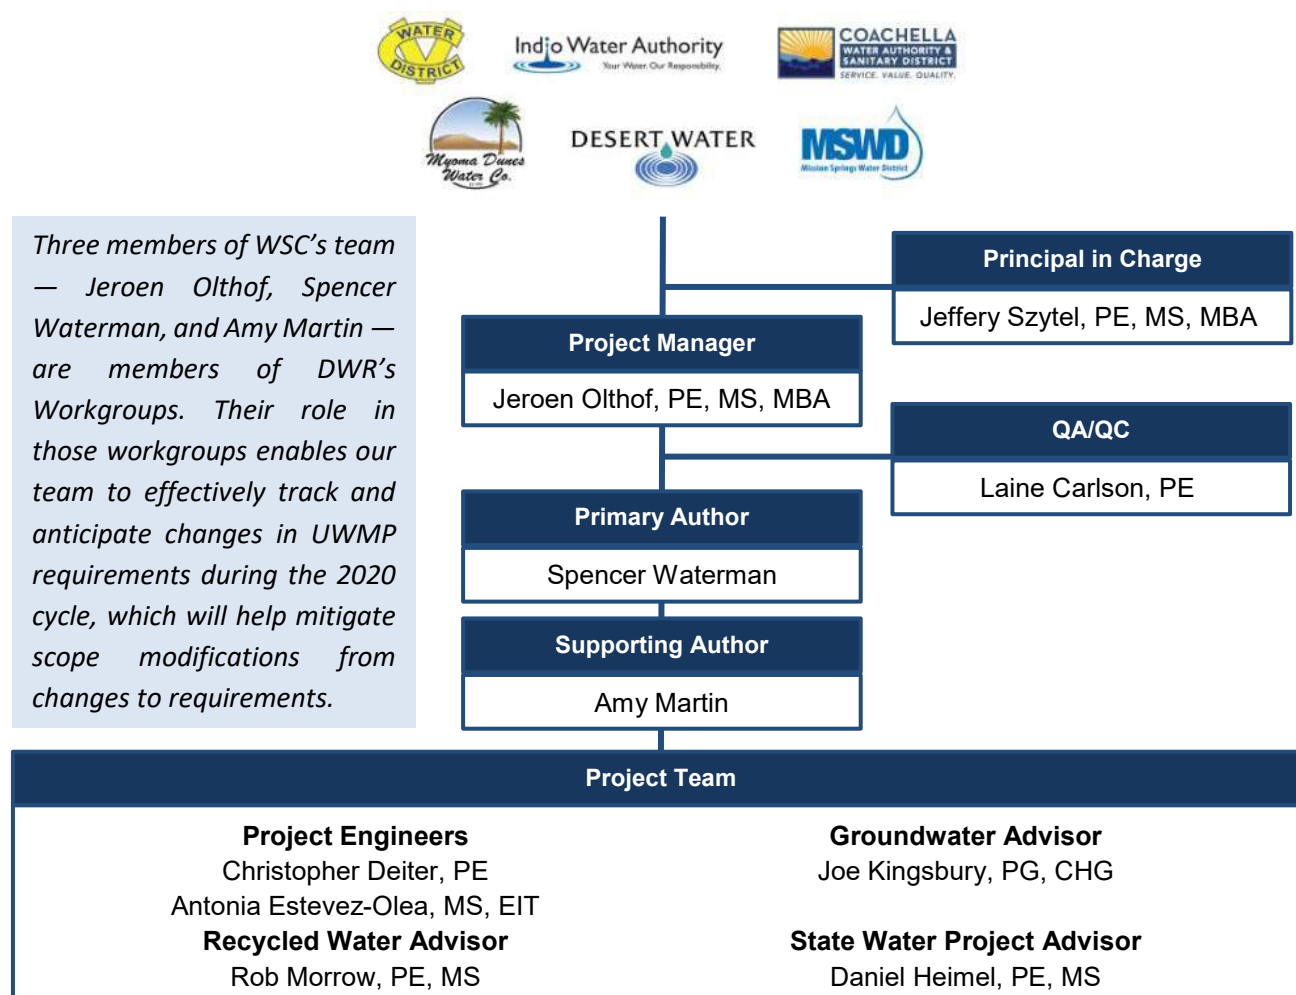 WATER
CV
DISTRICT
Indio Water Authority
Your Water. Our Responsibility.
COACHELLA
WATER AUTHORITY &
SANITARY DISTRICT
SERVICE. VALUE. QUALITY.
Myoma Dunes
Water Co.
DESERT WATER
MSWD
Mission Springs Water District
Three members of WSC’s team
— Jeroen Olthof, Spencer
Waterman, and Amy Martin —
are members of DWR’s
Workgroups. Their role in
those workgroups enables our
team to effectively track and
anticipate changes in UWMP
requirements during the 2020
cycle, which will help mitigate
scope modifications from
changes to requirements.
Principal in Charge
Jeffery Szytel, PE, MS, MBA
Project Manager
Jeroen Olthof, PE, MS, MBA
QA/QC
Laine Carlson, PE
Primary Author
Spencer Waterman
Supporting Author
Amy Martin
Project Team
Project Engineers
Christopher Deiter, PE
Antonia Estevez-Olea, MS, EIT
Recycled Water Advisor
Rob Morrow, PE, MS
Groundwater Advisor
Joe Kingsbury, PG, CHG
State Water Project Advisor
Daniel Heimel, PE, MS